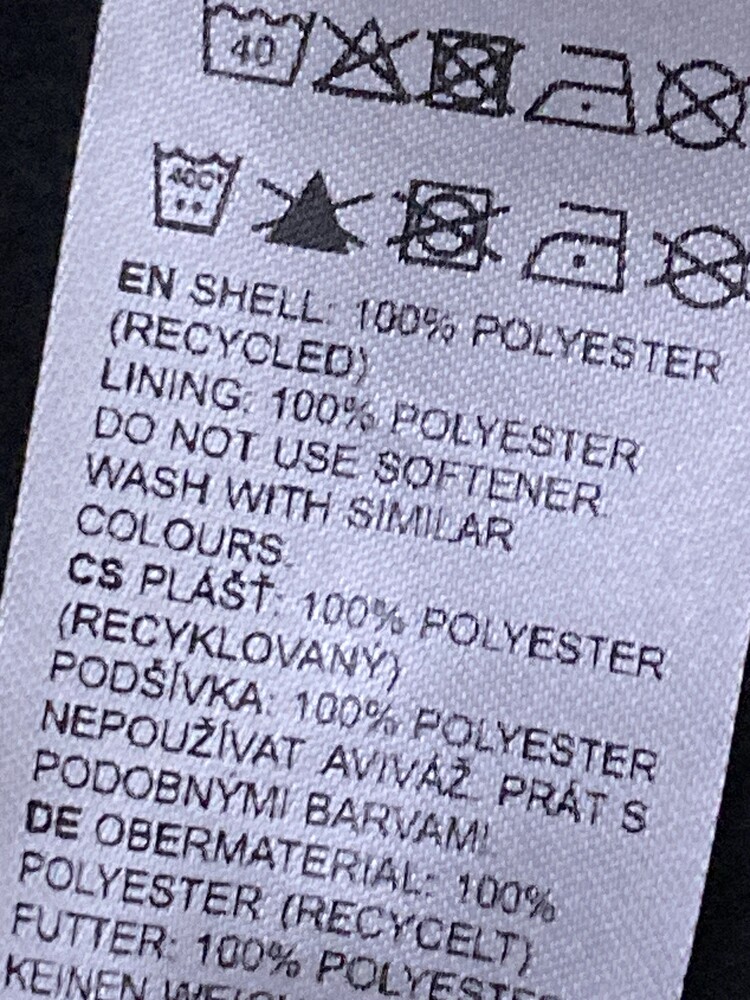 40
40C
EN SHELL: 100% POLYESTER
(RECYCLED)
LINING: 100% POLYESTER
DO NOT USE SOFTENER.
WASH WITH SIMILAR
COLOURS.
CS PLÁŠŤ: 100% POLYESTER
(RECYKLOVANÝ)
PODŠÍVKA: 100% POLYESTER
NEPOUŽÍVAT AVIVÁŽ. PRÁT S
PODOBNÝMI BARVAMI.
DE OBERMATERIAL: 100%
POLYESTER (RECYCELT)
FUTTER: 100% POLYESTER
KEINEN